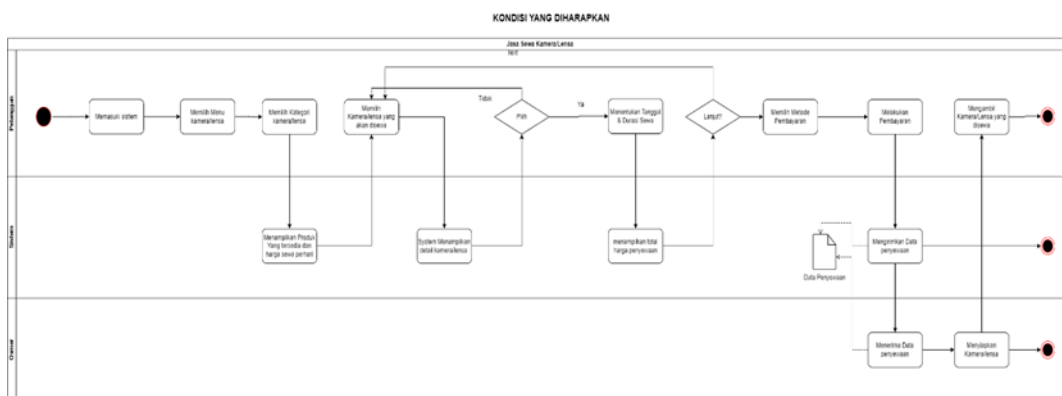 KONDISI YANG DIHARAPKAN
Jasa Sewa Kamera/Lensa
Pelanggan
Memasuki sistem
Memilih Menu
kamera/lensa
Memilih Kategori
kamera/lensa
Memilih
Kamera/lensa yang
akan disewa
Tidak
Pilih
Ya
Menentukan Tanggal
& Durasi Sewa
Lanjut?
Memilih Metode
Pembayaran
Melakukan
Pembayaran
Mengambil
Kamera/Lensa yang
disewa
Menampilkan Produk
Yang tersedia dan
harga sewa perhari
System Menampilkan
detail kamera/lensa
menampilkan total
harga penyewaan
Data Penyewaan
Mengirimkan Data
penyewaan
Owner
Menerima Data
penyewaan
Menyiapkan
Kamera/lensa